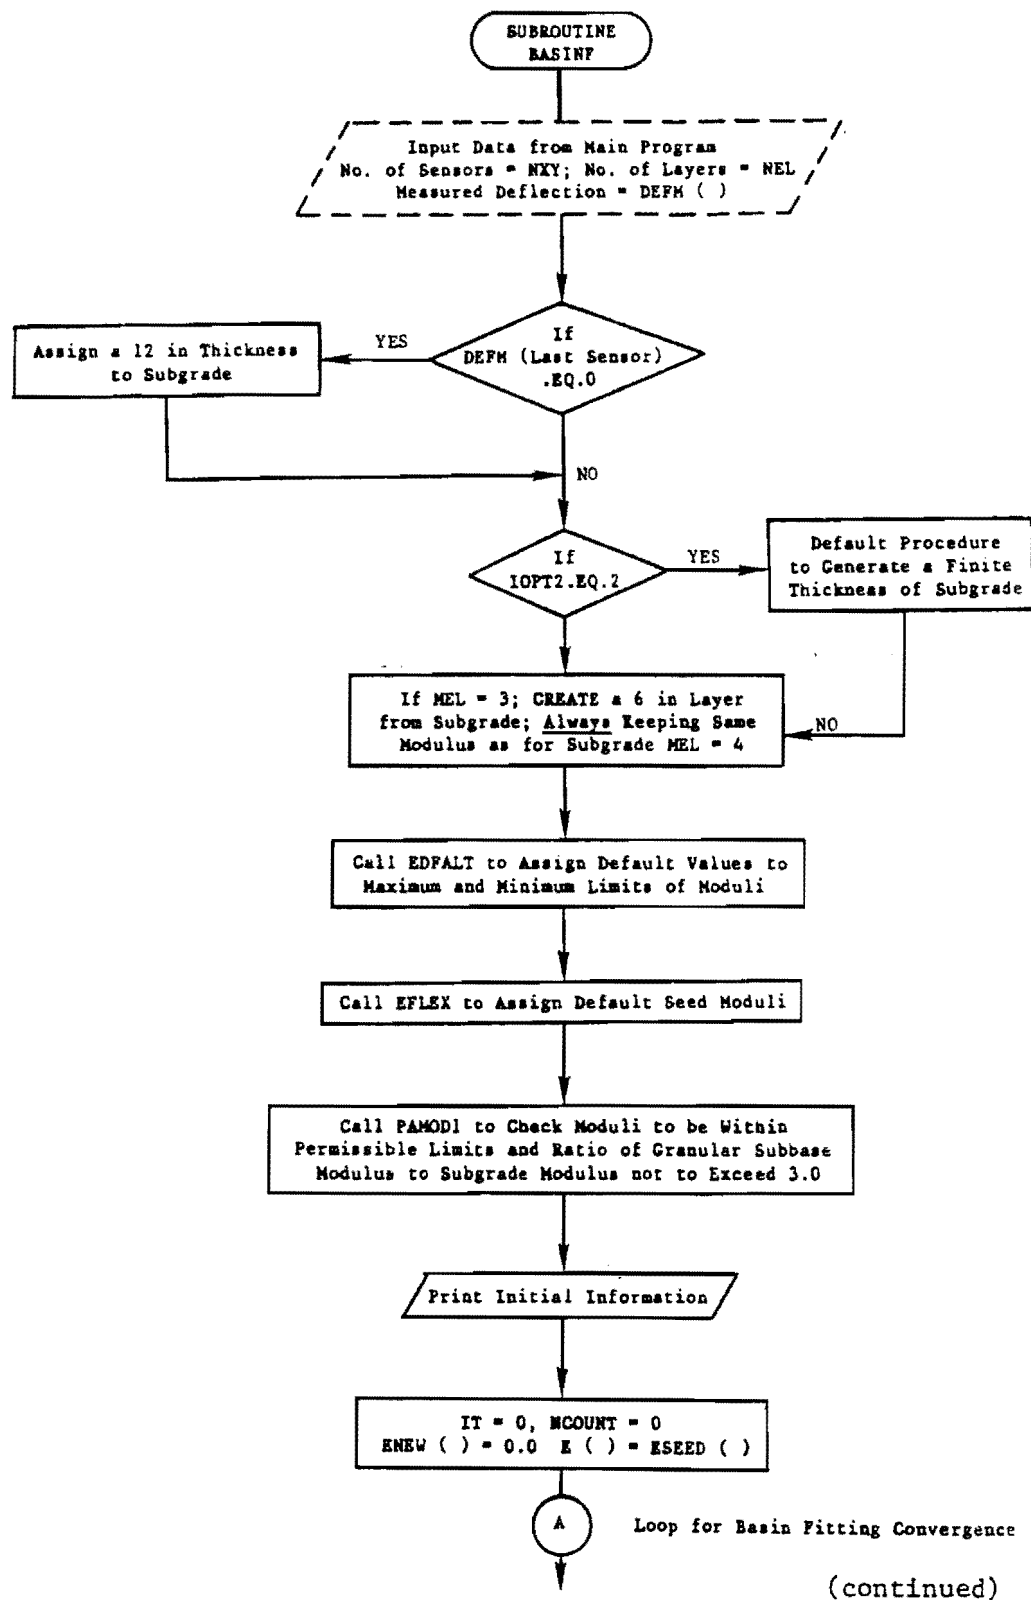 SUBROUTINE
BASINF
Input Data from Main Program
No. of Sensors = NXY; No. of Layers = NEL
Measured Deflection = DEFM ( )
If
DEFM (Last Sensor)
.EQ.0
YES
Assign a 12 in Thickness
to Subgrade
NO
If
IOPT2.EQ.2
YES
Default Procedure
to Generate a Finite
Thickness of Subgrade
If MEL = 3; CREATE a 6 in Layer
from Subgrade; Always Keeping Same
Modulus as for Subgrade MEL = 4
NO
Call EDFALT to Assign Default Values to
Maximum and Minimum Limits of Moduli
Call EFLEX to Assign Default Seed Moduli
Call PAMOD1 to Check Moduli to be Within
Permissible Limits and Ratio of Granular Subbase
Modulus to Subgrade Modulus not to Exceed 3.0
Print Initial Information
IT = 0, MCOUNT = 0
ENEW ( ) = 0.0 E ( ) = ESEED ( )
A
Loop for Basin Fitting Convergence
(continued)